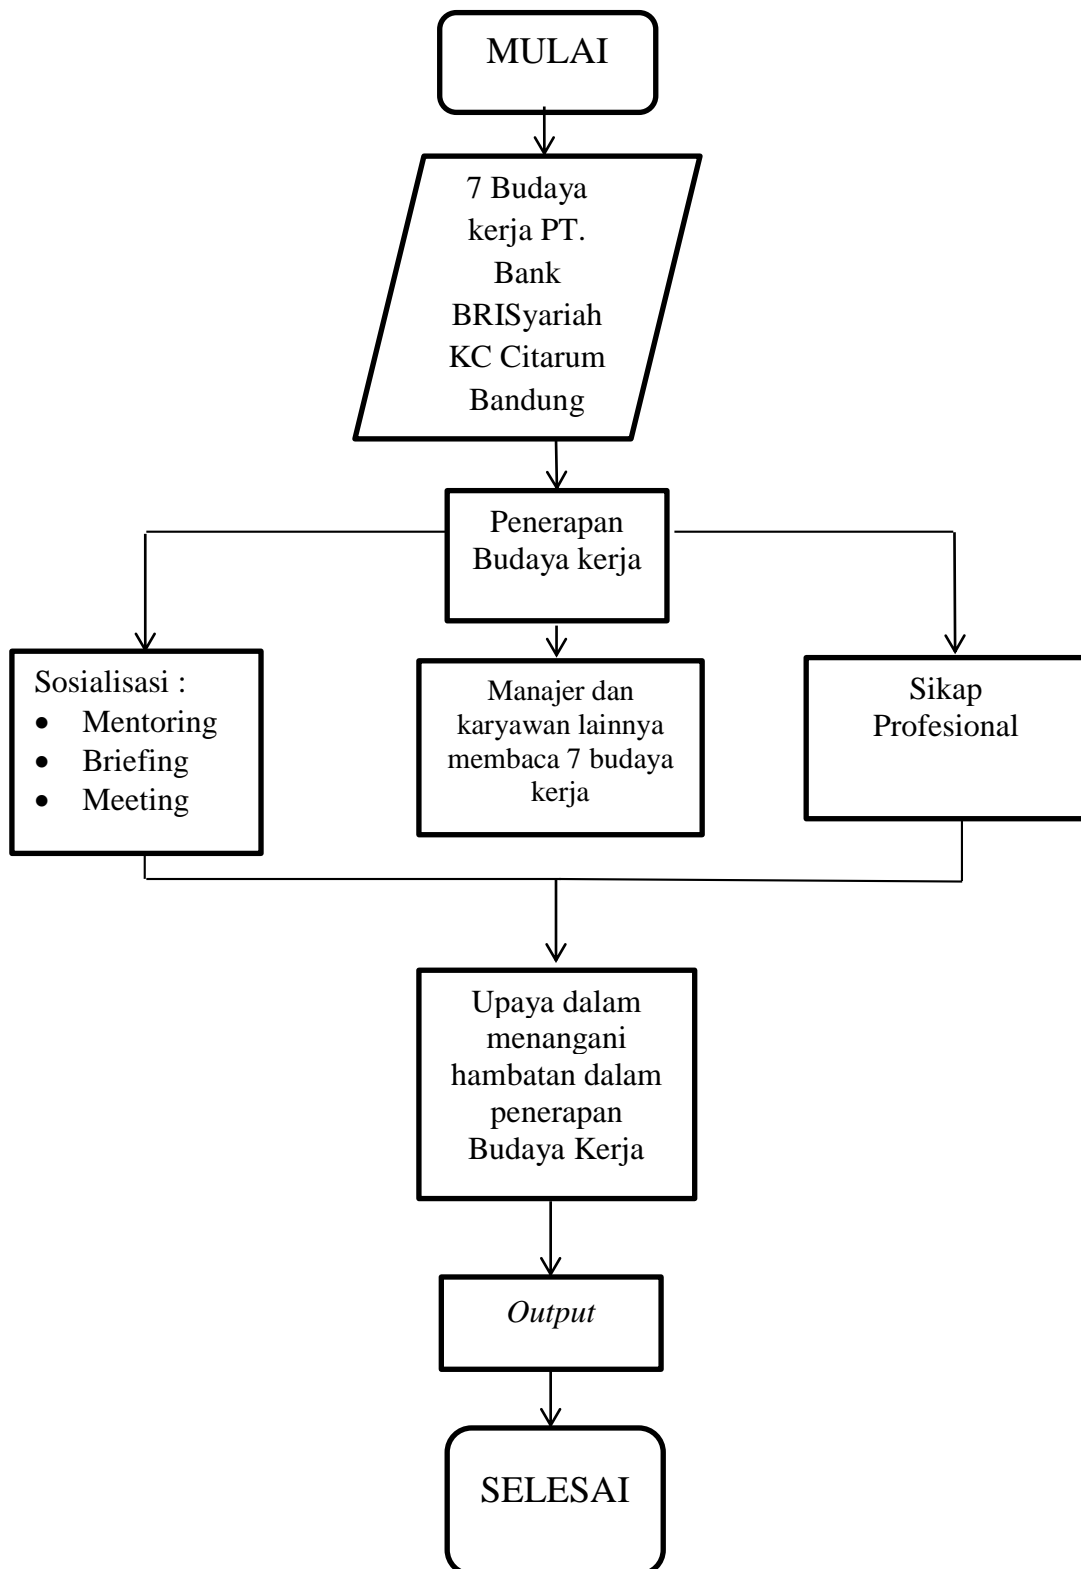 MULAI
7 Budaya
kerja PT.
Bank
BRISyariah
KC Citarum
Bandung
Penerapan
Budaya kerja
Sosialisasi :
• Mentoring
• Briefing
• Meeting
Manajer dan
karyawan lainnya
membaca 7 budaya
kerja
Sikap
Profesional
Upaya dalam
menangani
hambatan dalam
penerapan
Budaya Kerja
Output
SELESAI